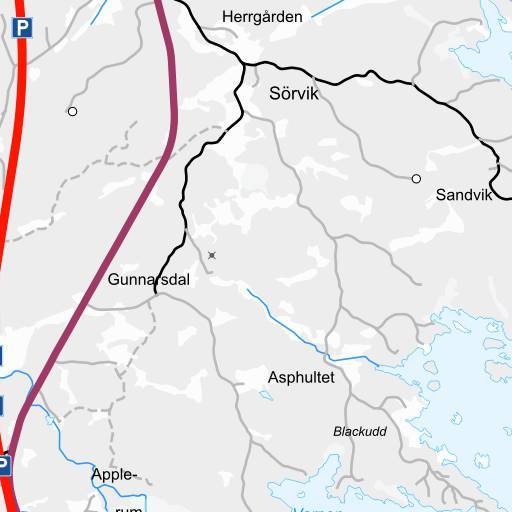 P
Herrgården
Sörvik
Sandvik
Gunnarsdal
Asphultet
Blackudd
P
Apple-
rum